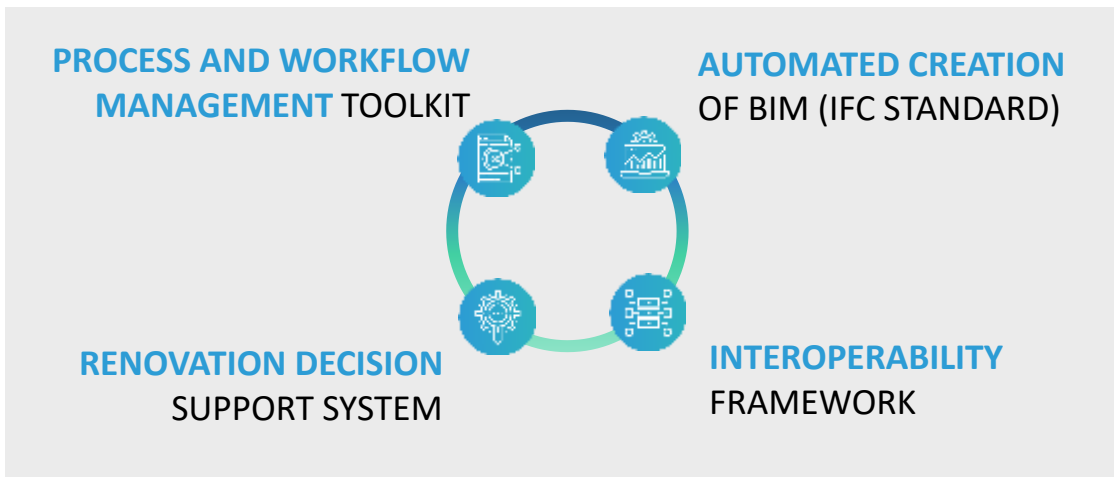 PROCESS AND WORKFLOW
MANAGEMENT TOOLKIT
AUTOMATED CREATION
OF BIM (IFC STANDARD)
RENOVATION DECISION
SUPPORT SYSTEM
INTEROPERABILITY
FRAMEWORK